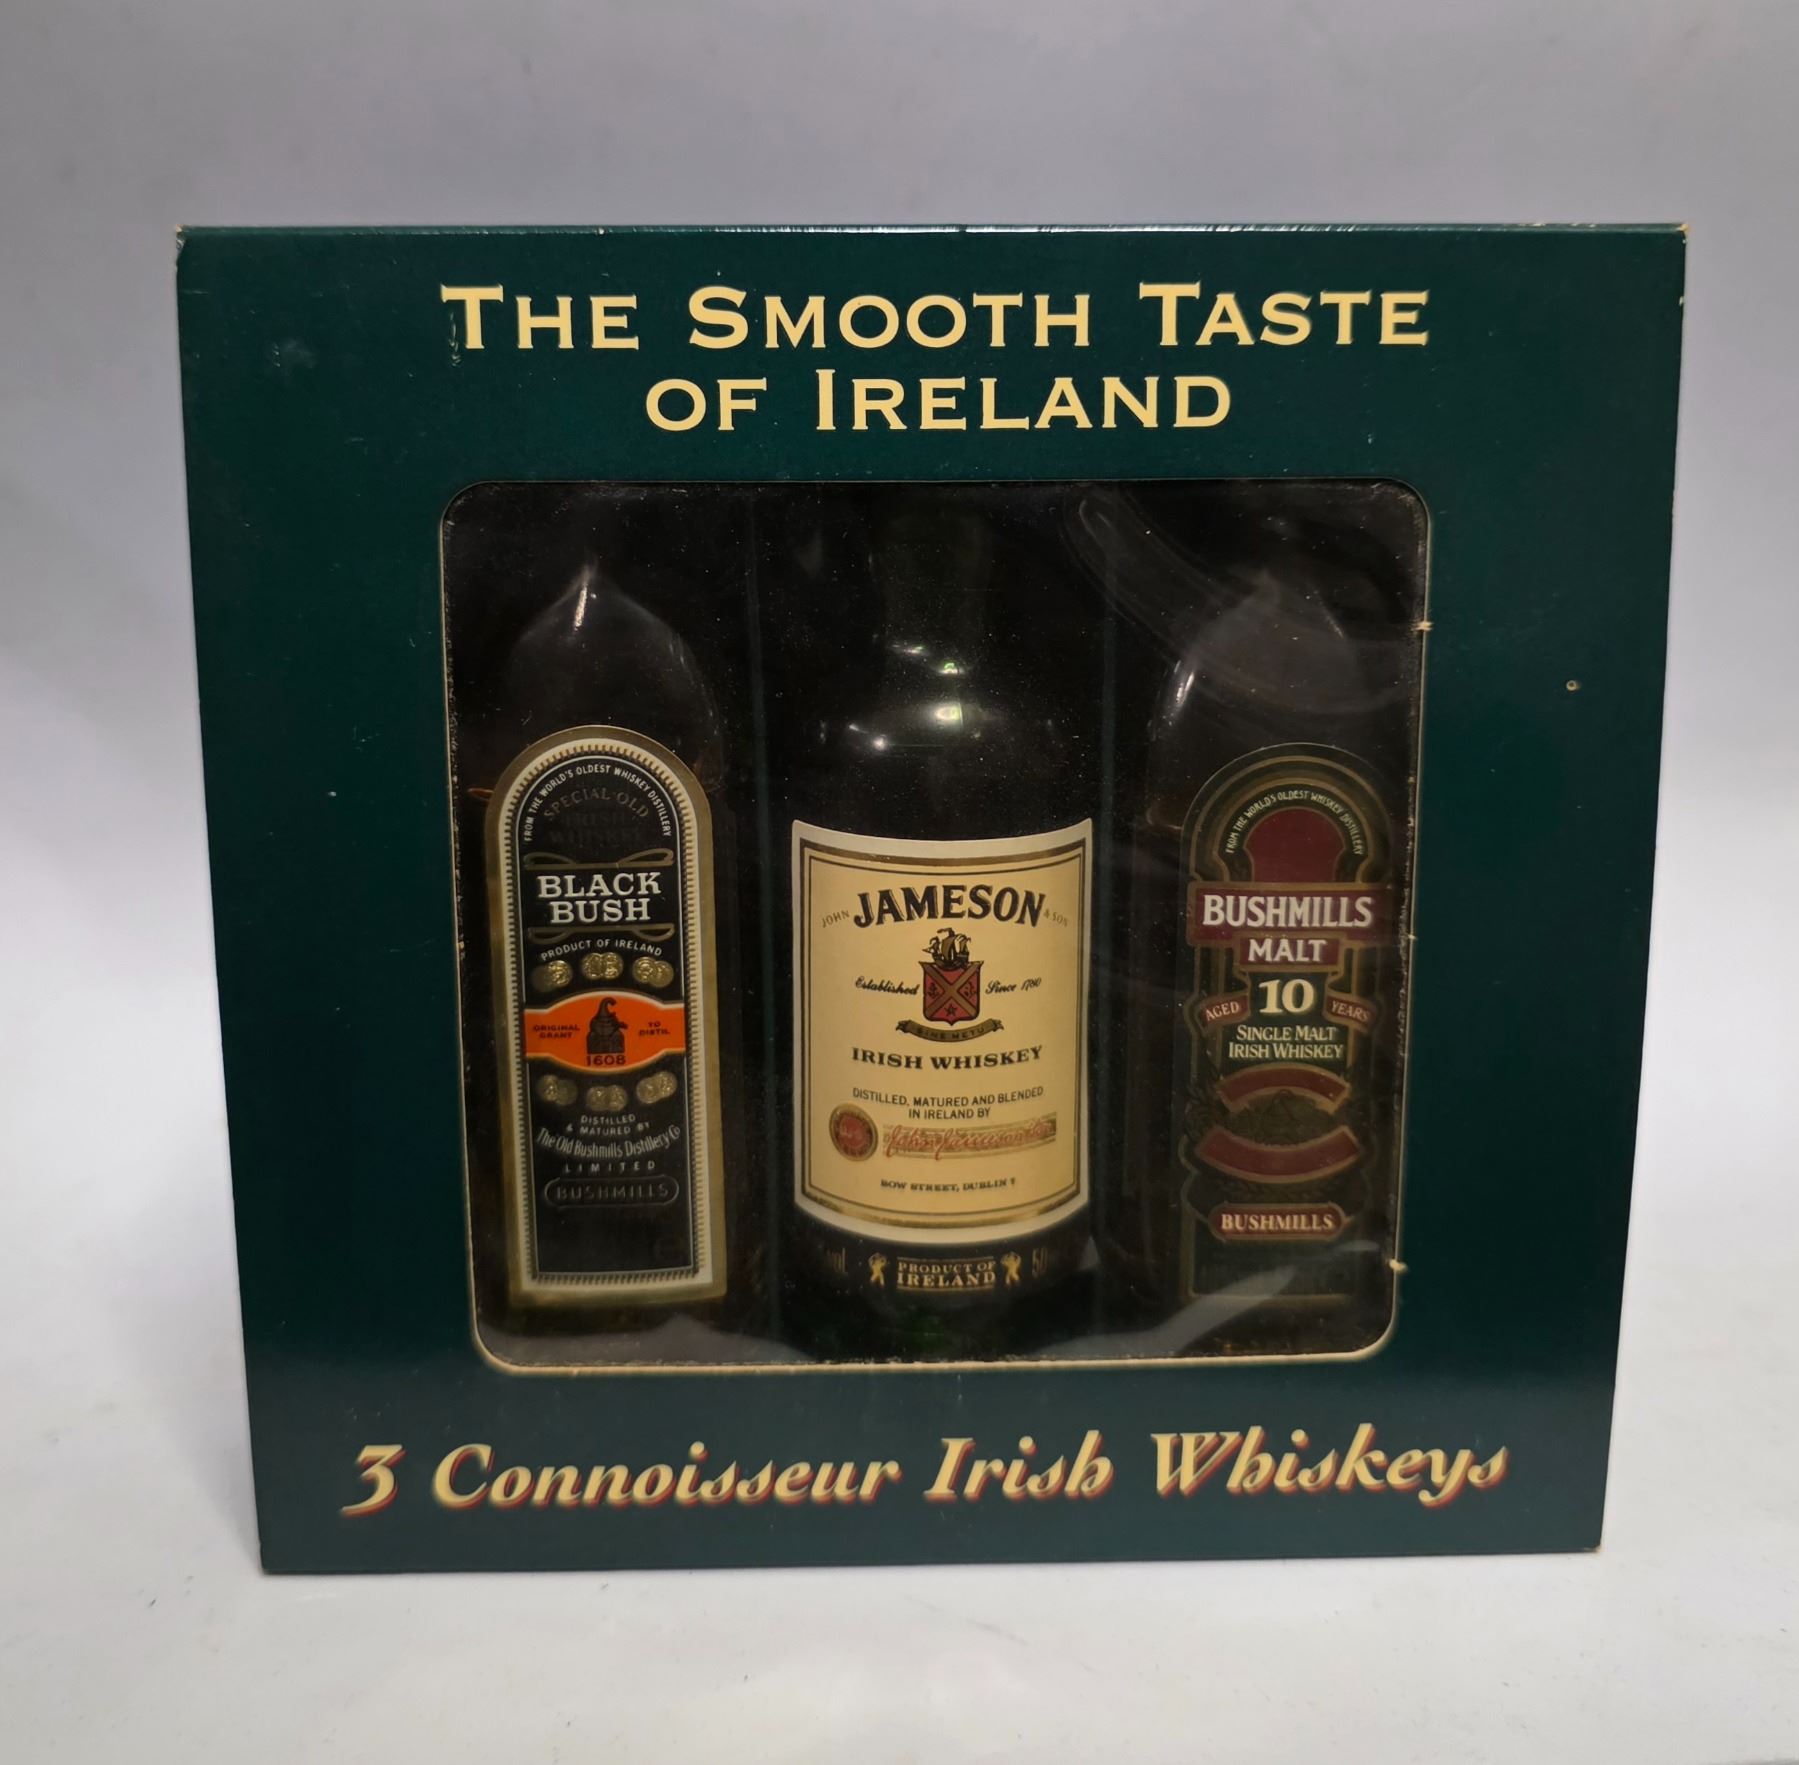 THE SMOOTH TASTE
OF IRELAND
FROM THE WORLD'S OLDEST WHISKEY DISTILLERY
SPECIAL OLD
IRISH
WHISKEY
BLACK
BUSH
PRODUCT OF IRELAND
ORIGINAL GRANT TO DISTIL
1608
DISTILLED
& MATURED BY
The Old Bushmills Distillery Co
LIMITED
BUSHMILLS
JOHN JAMESON & SON
Established Since 1780
SINE METU
IRISH WHISKEY
DISTILLED, MATURED AND BLENDED
IN IRELAND BY
John Jameson
BOW STREET, DUBLIN 7
vol PRODUCT OF
IRELAND
FROM THE WORLD'S OLDEST WHISKEY DISTILLERY
BUSHMILLS
MALT
AGED 10 YEARS
SINGLE MALT
IRISH WHISKEY
BUSHMILLS
3 Connoisseur Irish Whiskeys